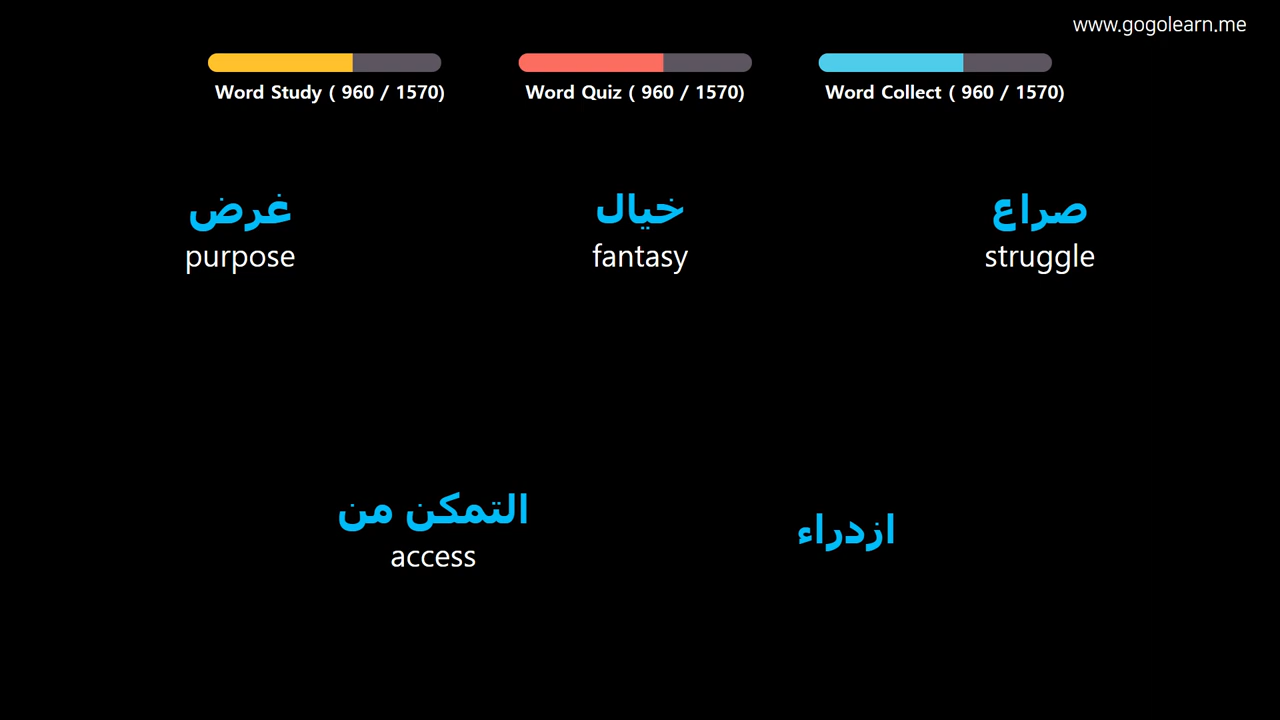 www.gogolearn.me
Word Study ( 960 / 1570)
Word Quiz ( 960 / 1570)
Word Collect ( 960 / 1570)
غرض
purpose
خيال
fantasy
صراع
struggle
التمكن من
access
ازدراء